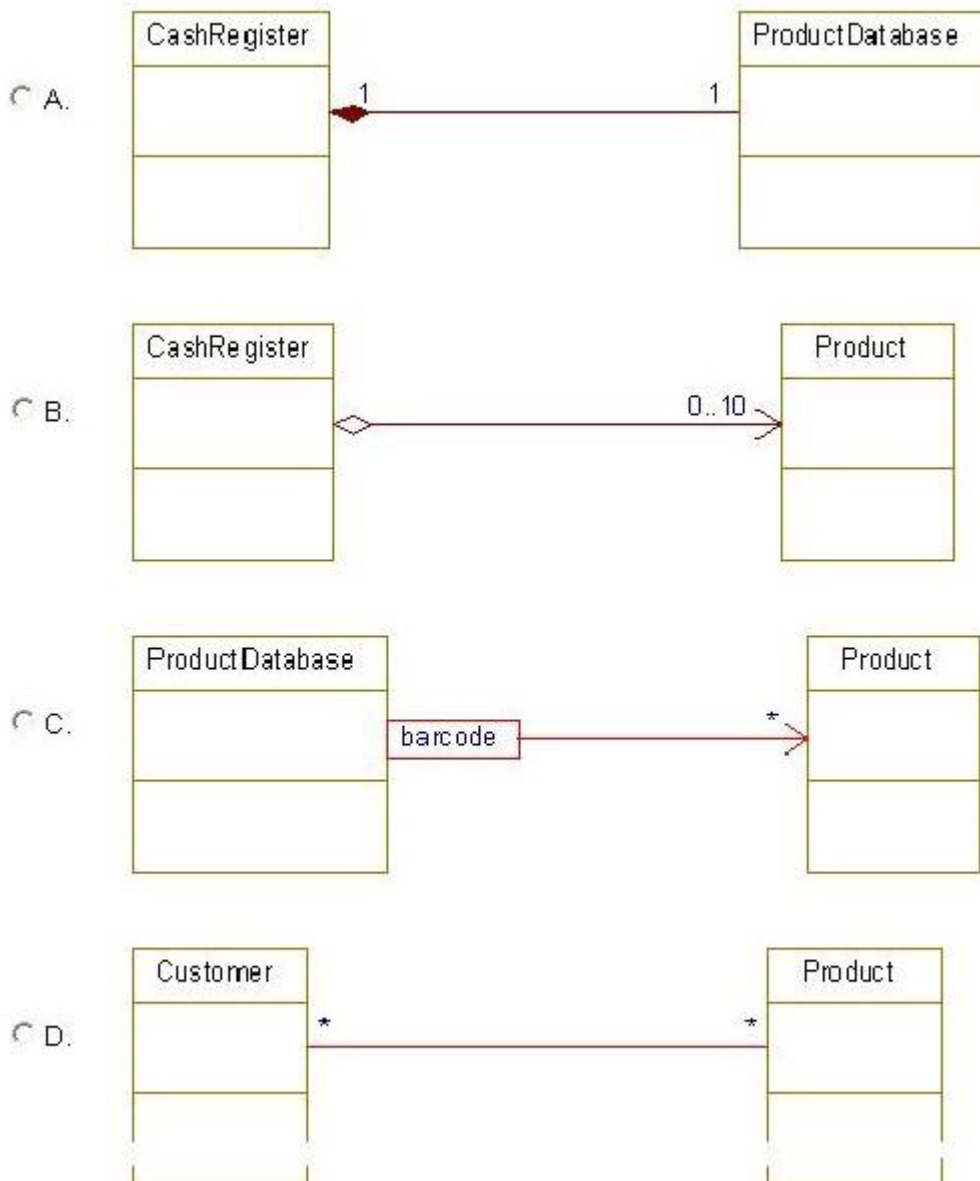 CashRegister ProductDatabase
A. 1 1
CashRegister Product
B. 0..10
ProductDatabase Product
C. barcode *
Customer Product
D. * *